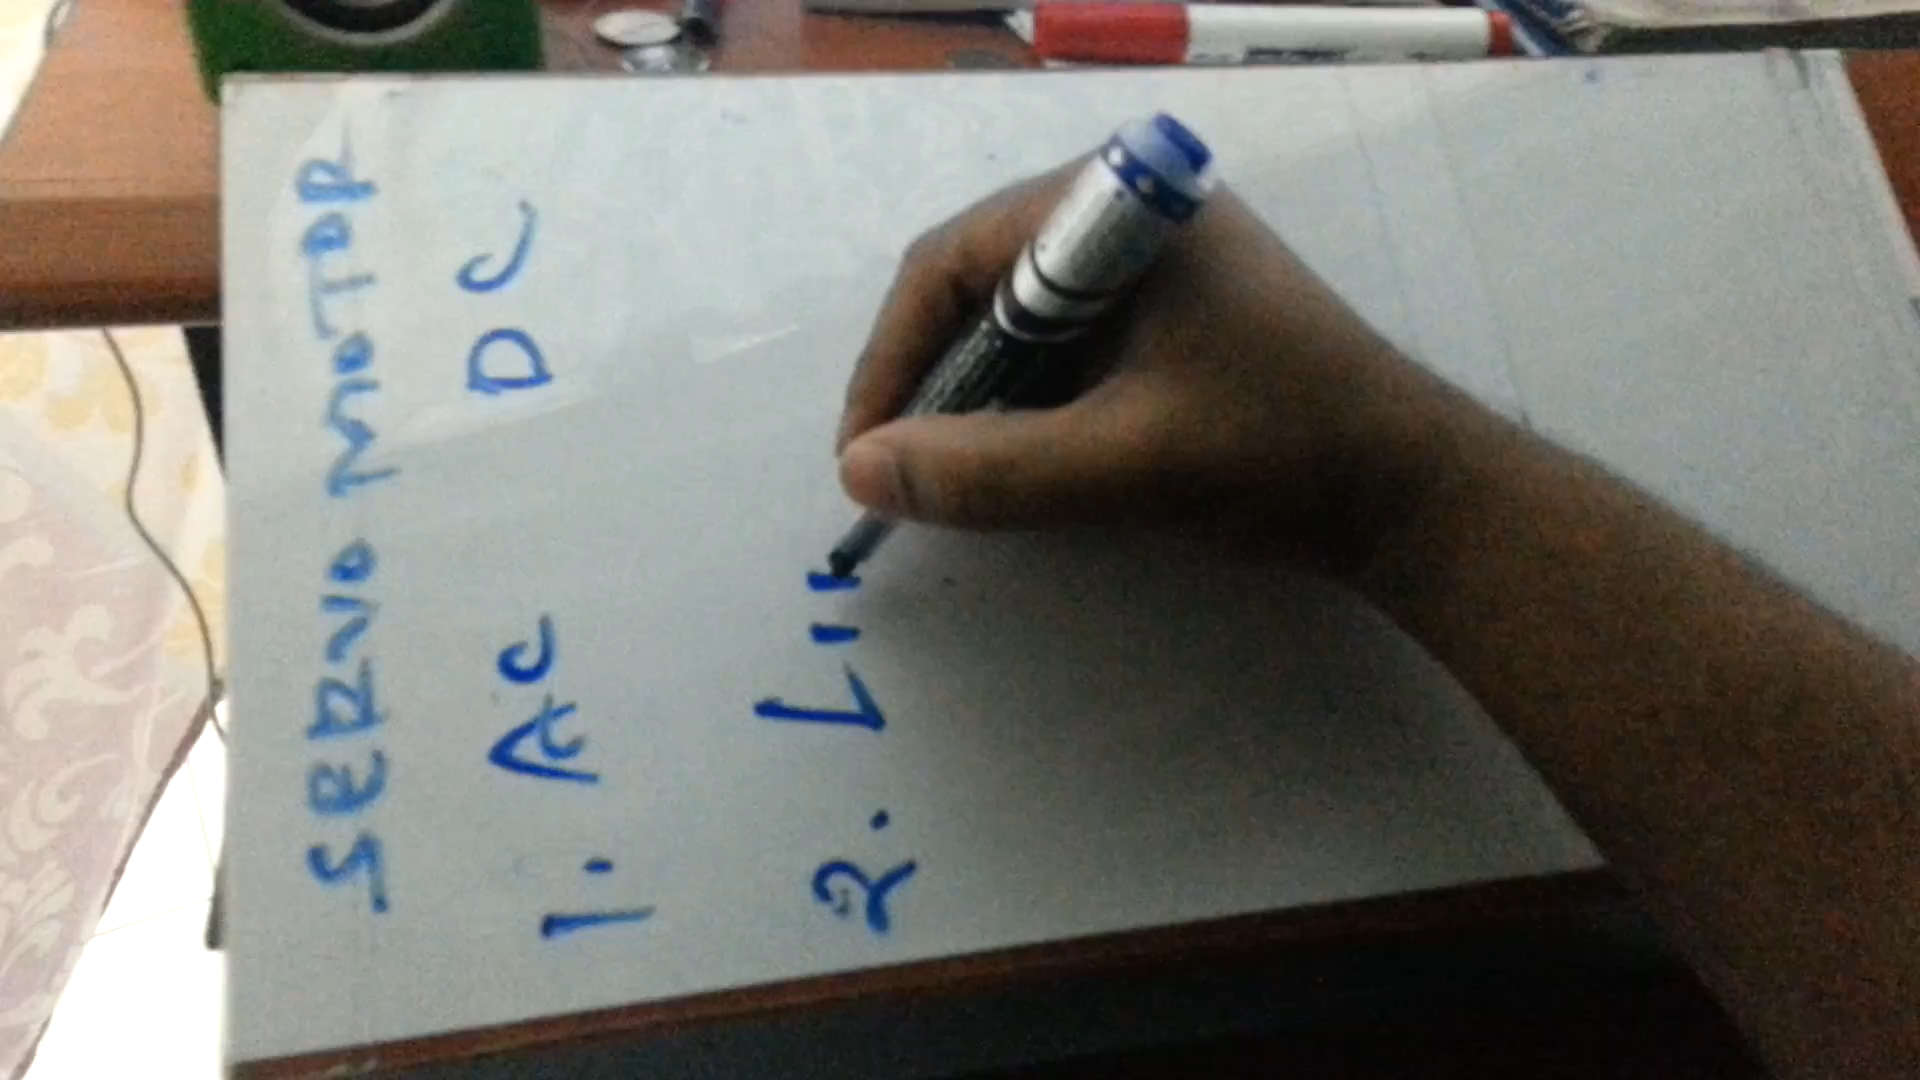 SERVO MOTOR
1. AC DC
2. Li